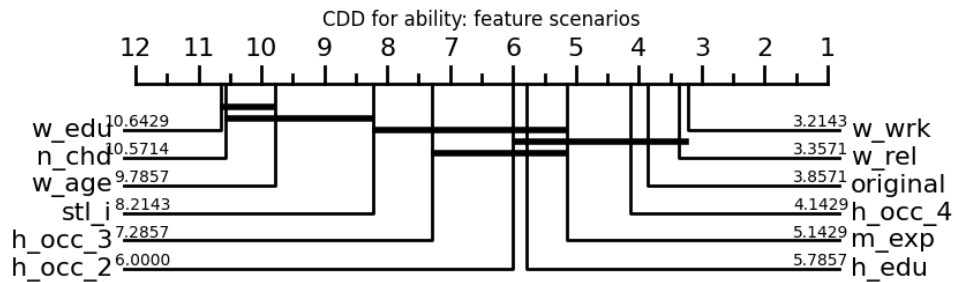 CDD for ability: feature scenarios
12 11 10 9 8 7 6 5 4 3 2 1
w_edu 10.6429 3.2143 w_wrk
n_chd 10.5714 3.3571 w_rel
w_age 9.7857 3.8571 original
stl_i 8.2143 4.1429 h_occ_4
h_occ_3 7.2857 5.1429 m_exp
h_occ_2 6.0000 5.7857 h_edu